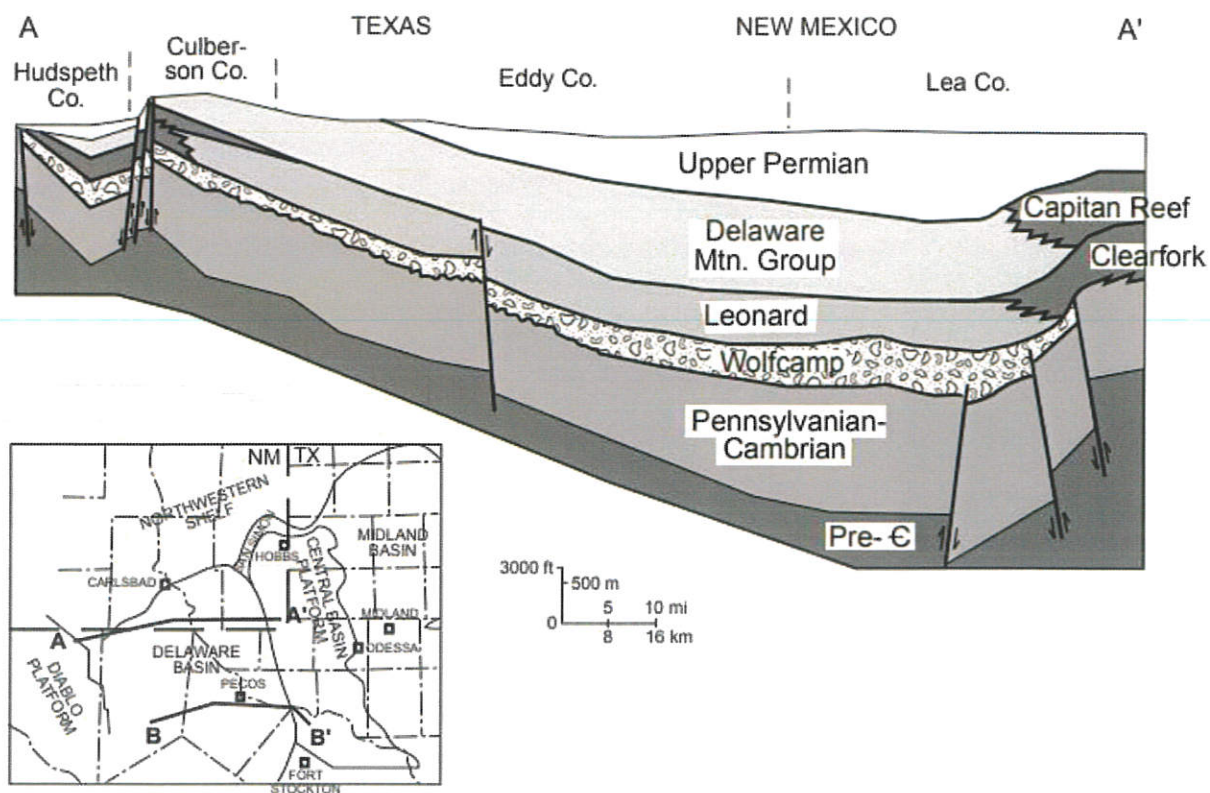 A
TEXAS
NEW MEXICO
A'
Hudspeth
Co.
Culber-
son Co.
Eddy Co.
Lea Co.
Upper Permian
Capitan Reef
Delaware
Mtn. Group
Clearfork
Leonard
Wolfcamp
Pennsylvanian-
Cambrian
Pre- Є
3000 ft
500 m
0
5
10 mi
8
16 km
NM
TX
NORTHWESTERN
SHELF
SAN SIMON
HOBBS
MIDLAND
BASIN
CENTRAL BASIN
PLATFORM
CARLSBAD
A
A'
MIDLAND
ODESSA
DELAWARE
BASIN
DIABLO
PLATFORM
PECOS
B
B'
FORT
STOCKTON